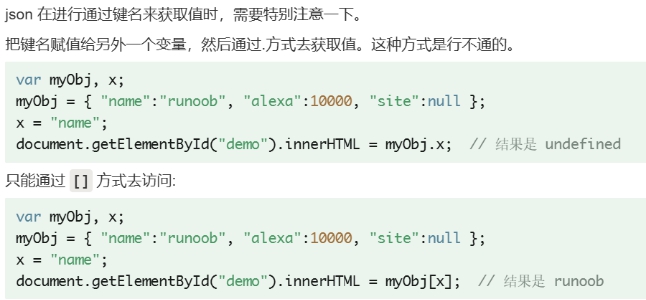 json 在进行通过键名来获取值时，需要特别注意一下。
把键名赋值给另外一个变量，然后通过.方式去获取值。这种方式是行不通的。
var myObj, x;
myObj = { "name":"runoob", "alexa":10000, "site":null };
x = "name";
document.getElementById("demo").innerHTML = myObj.x;  // 结果是 undefined
只能通过 [] 方式去访问:
var myObj, x;
myObj = { "name":"runoob", "alexa":10000, "site":null };
x = "name";
document.getElementById("demo").innerHTML = myObj[x];  // 结果是 runoob